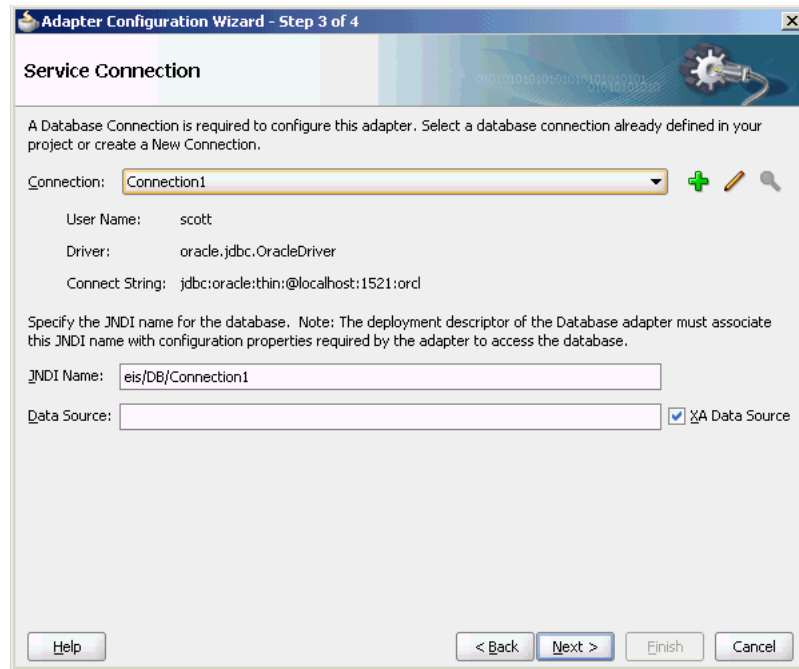 Adapter Configuration Wizard - Step 3 of 4
Service Connection
A Database Connection is required to configure this adapter. Select a database connection already defined in your
project or create a New Connection.
Connection: Connection1
User Name: scott
Driver: oracle.jdbc.OracleDriver
Connect String: jdbc:oracle:thin:@localhost:1521:orcl
Specify the JNDI name for the database. Note: The deployment descriptor of the Database adapter must associate
this JNDI name with configuration properties required by the adapter to access the database.
JNDI Name: eis/DB/Connection1
Data Source: XA Data Source
Help < Back Next > Finish Cancel